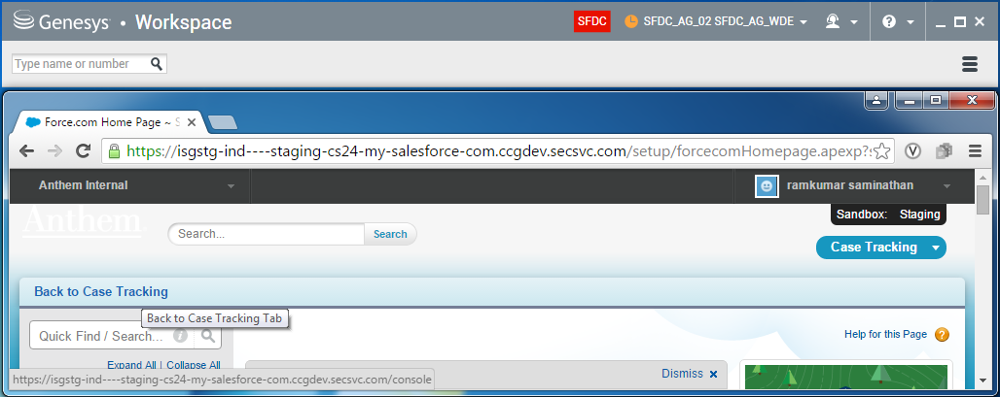 Genesys • Workspace
SFDC
SFDC_AG_02 SFDC_AG_WDE
?
Type name or number
Force.com Home Page ~ S
https://isgstg-ind----staging-cs24-my-salesforce-com.ccgdev.secsvc.com/setup/forcecomHomepage.apexp?s
Anthem Internal
ramkumar saminathan
Anthem
Sandbox: Staging
Search...
Search
Case Tracking
Back to Case Tracking
Back to Case Tracking Tab
Quick Find / Search...
Help for this Page ?
Expand All | Collapse All
Dismiss
https://isgstg-ind----staging-cs24-my-salesforce-com.ccgdev.secsvc.com/console